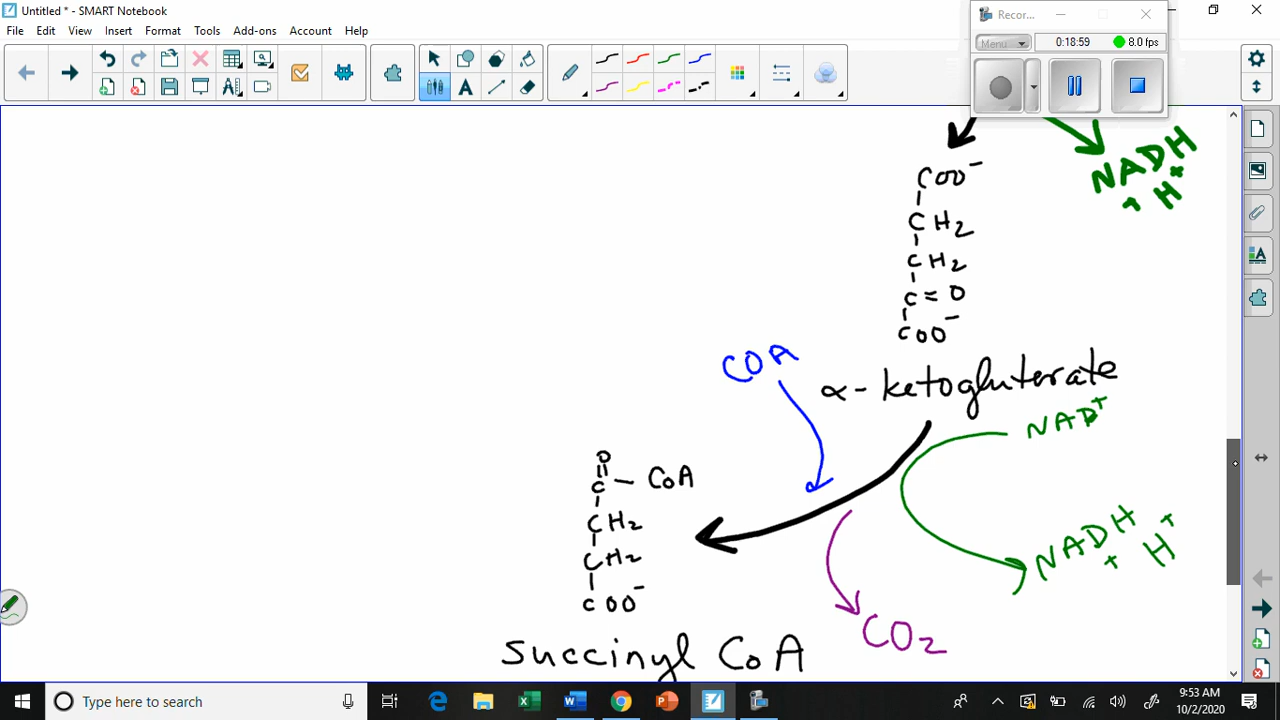 Untitled * - SMART Notebook
Recor...
File Edit View Insert Format Tools Add-ons Account Help
Menu 0:18:59 8.0 fps
NADH
+ H+
COO-
CH2
CH2
C=O
COO-
COA
α-ketogluterate
NAD+
O
C - CoA
CH2
CH2
COO-
NADH
+ H+
CO2
Succinyl CoA
Type here to search
9:53 AM
10/2/2020